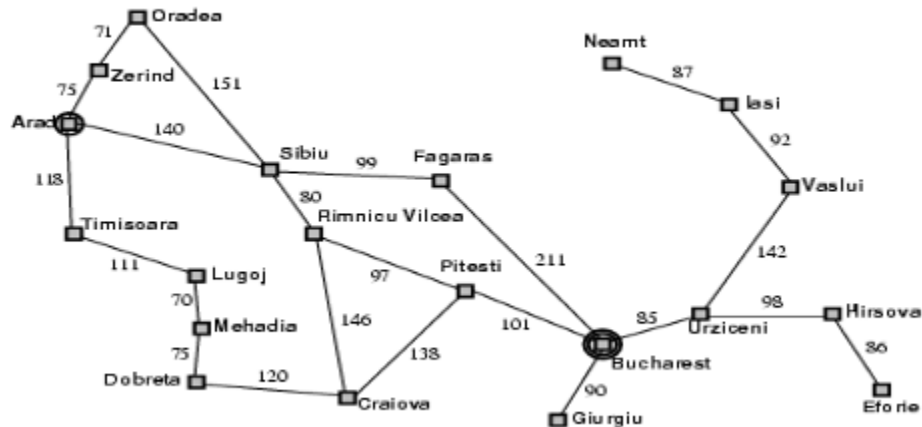 Oradea
71
Neamt
Zerind
87
75
151
Iasi
Arad
140
92
Sibiu
99
Fagaras
118
80
Vaslui
Timisoara
Rimnicu Vilcea
111
211
142
Lugoj
97
Pitesti
70
98
Hirsova
146
101
85
Urziceni
Mehadia
75
138
86
Bucharest
Dobreta
120
90
Craiova
Eforie
Giurgiu